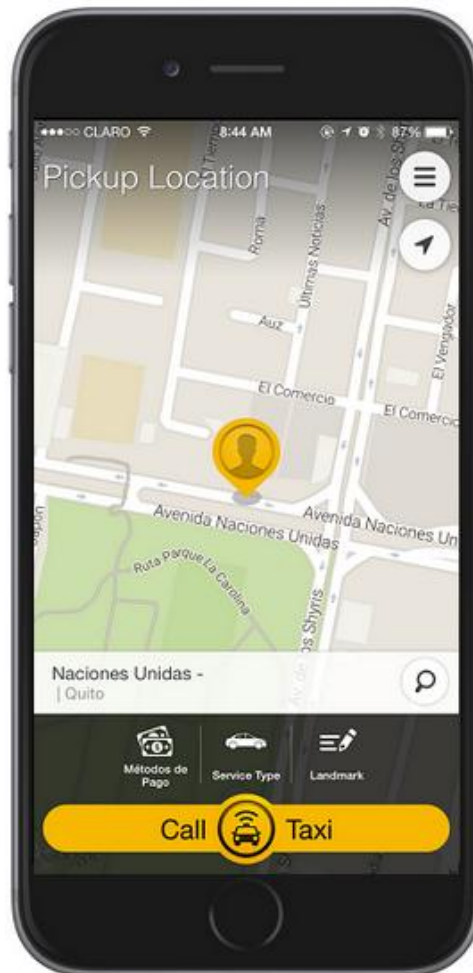 CLARO 8:44 AM 87%
Pickup Location
Av. de los Shyris
Roma
Últimas Noticias
Auz
El Vengador
El Comercio
El Comercio
Avenida Naciones Unidas
Avenida Naciones Un
Ruta Parque La Carolina
Av. de los Shyris
Naciones Unidas -
| Quito
Métodos de
Pago
Service Type
Landmark
Call Taxi